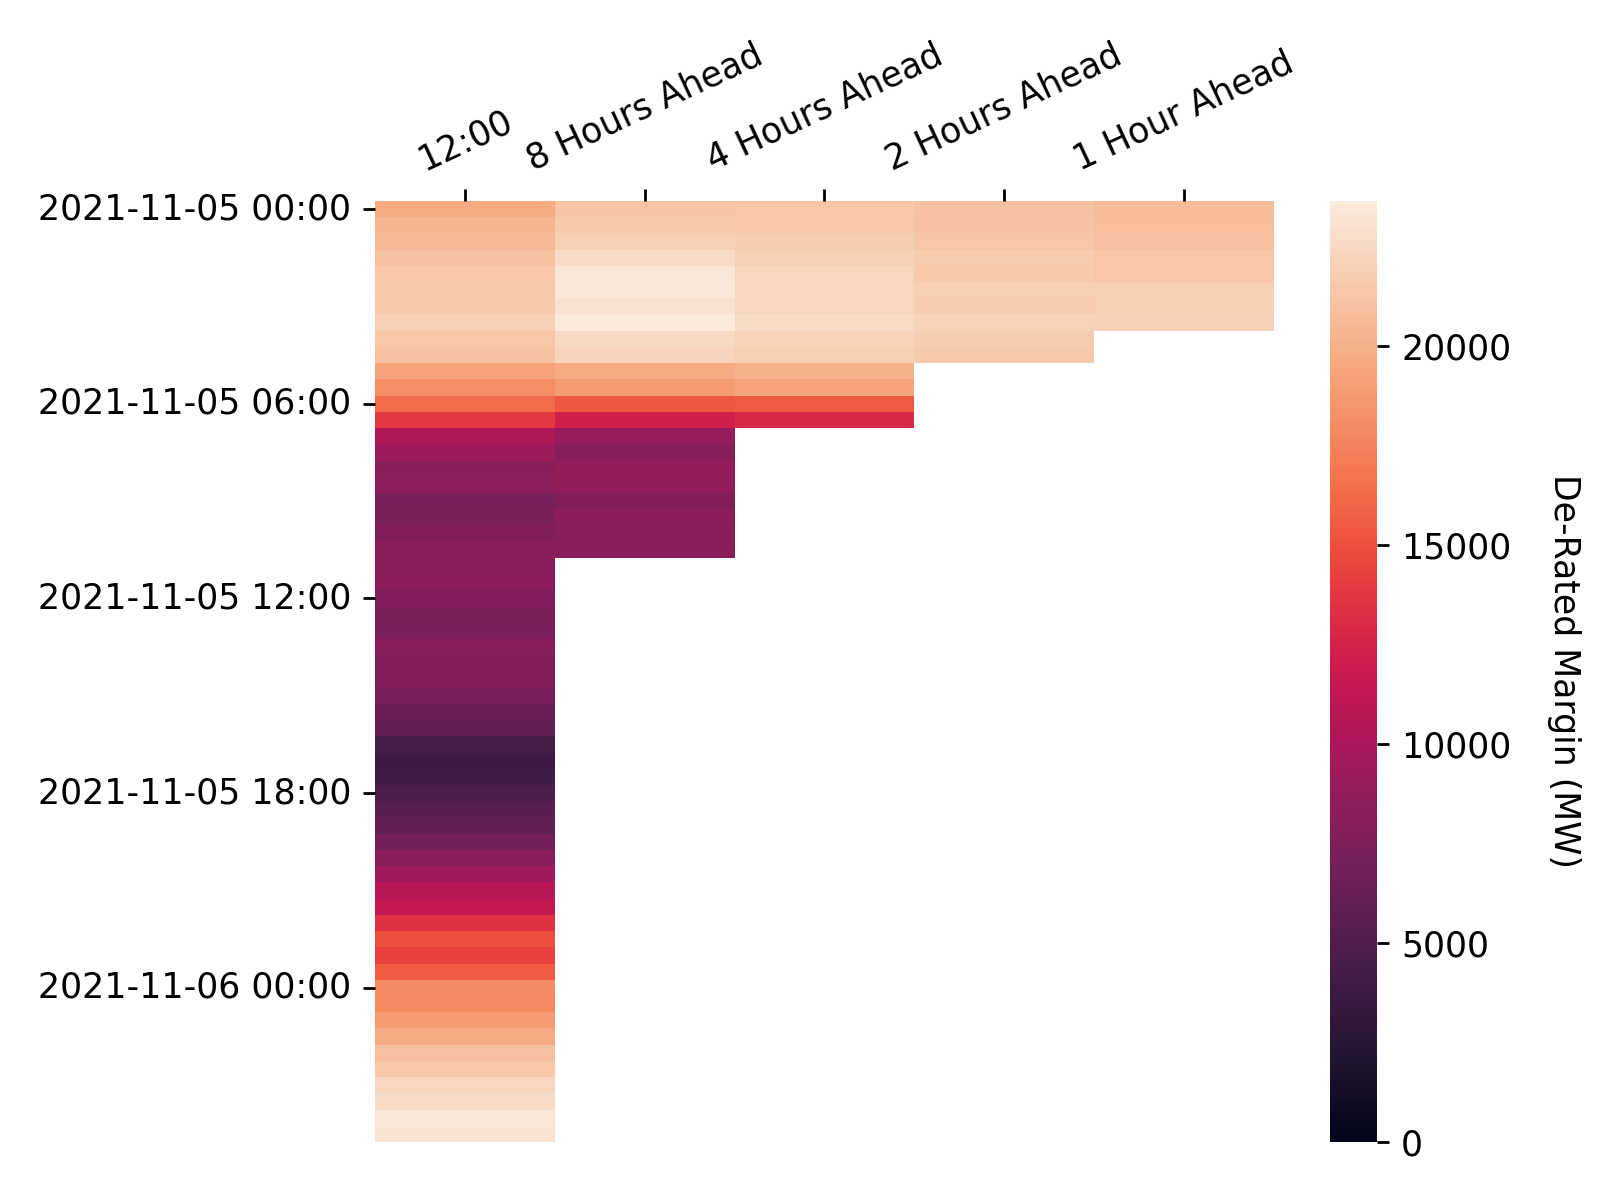 12:00
8 Hours Ahead
4 Hours Ahead
2 Hours Ahead
1 Hour Ahead
2021-11-05 00:00
2021-11-05 06:00
2021-11-05 12:00
2021-11-05 18:00
2021-11-06 00:00
20000
15000
10000
5000
0
De-Rated Margin (MW)